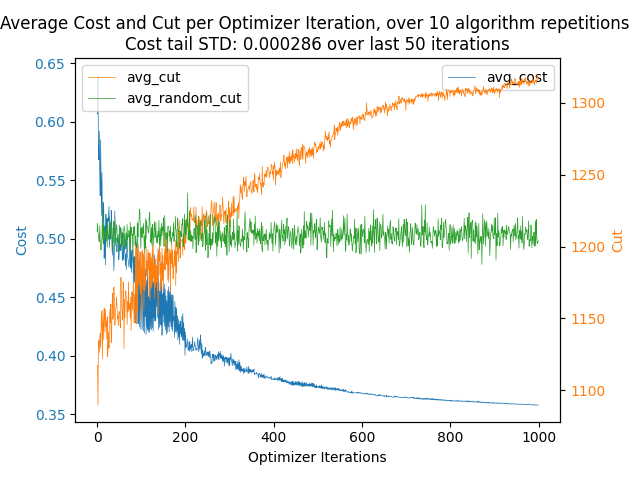 Average Cost and Cut per Optimizer Iteration, over 10 algorithm repetitions
Cost tail STD: 0.000286 over last 50 iterations
avg_cut
avg_random_cut
avg_cost
0.65
0.60
0.55
0.50
0.45
0.40
0.35
Cost
1300
1250
1200
1150
1100
Cut
0 200 400 600 800 1000
Optimizer Iterations